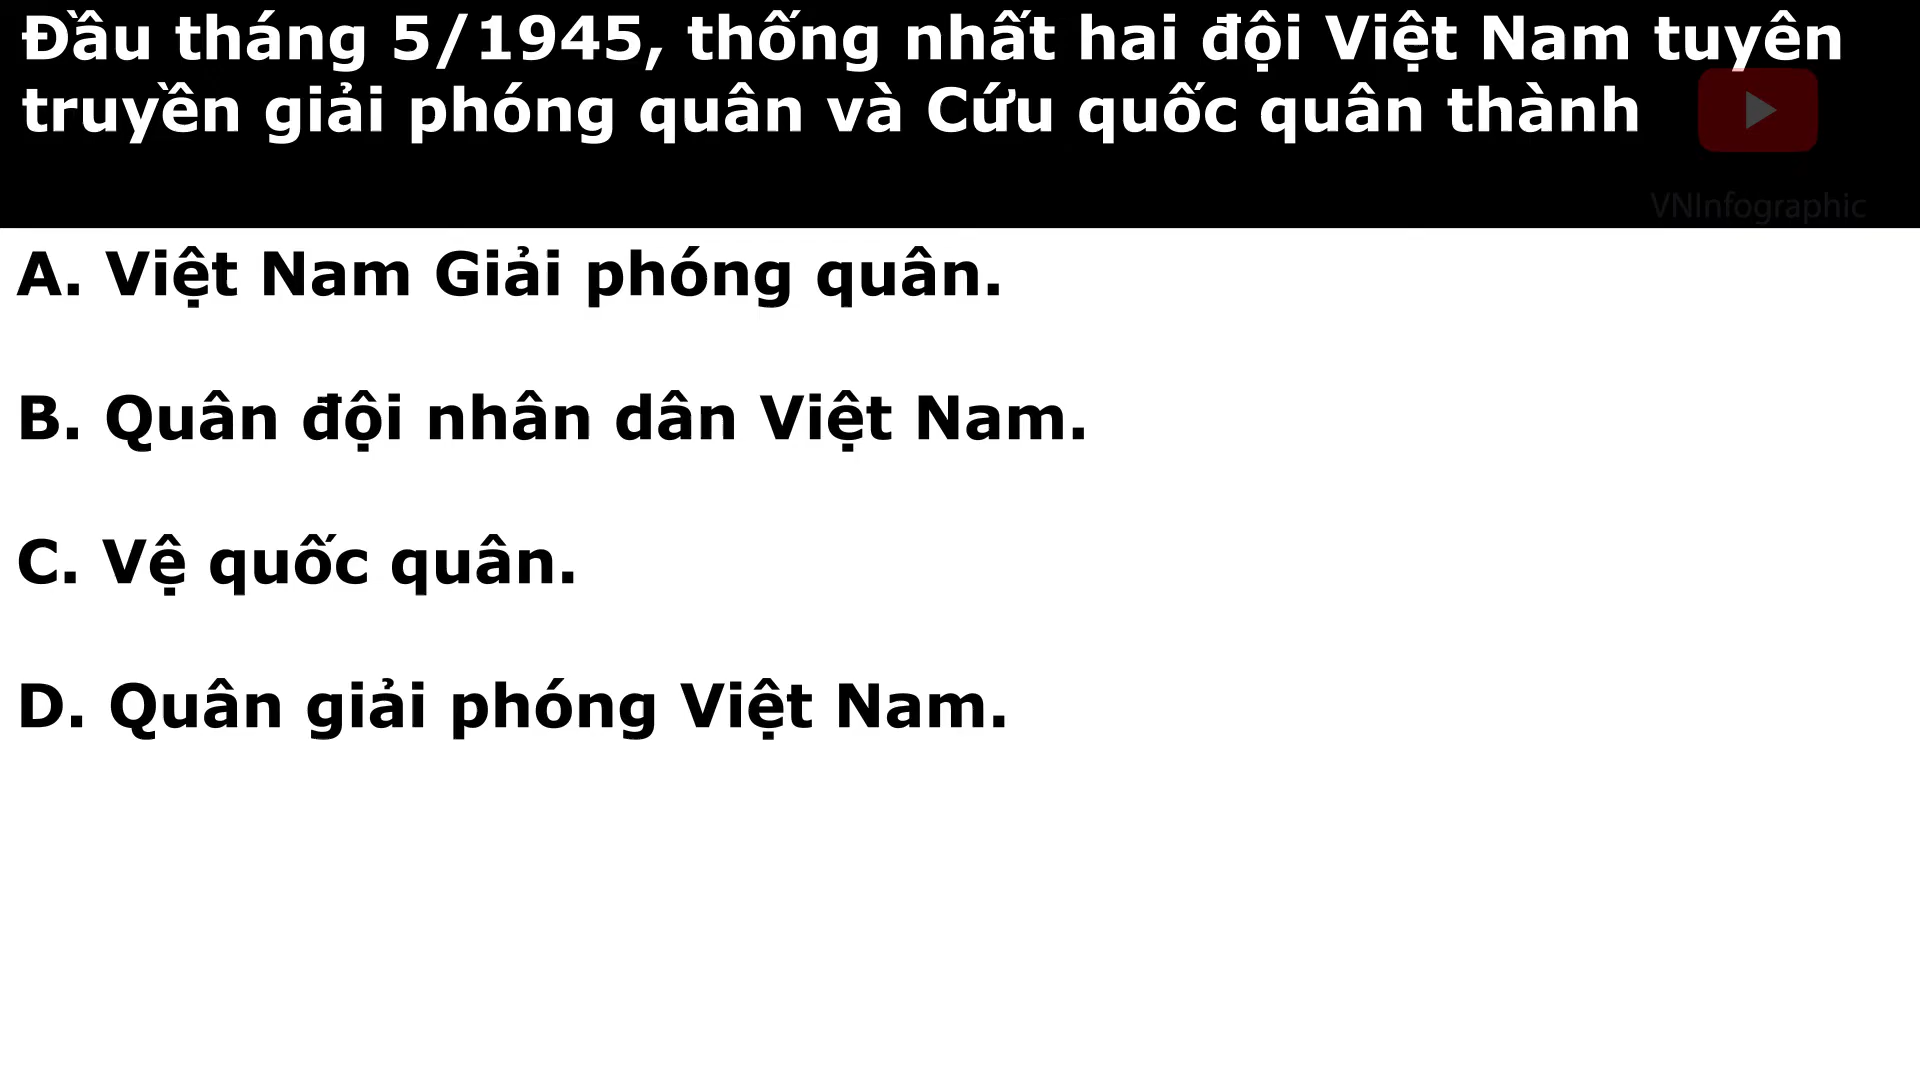 Đầu tháng 5/1945, thống nhất hai đội Việt Nam tuyên
truyền giải phóng quân và Cứu quốc quân thành
VNInfographic
A. Việt Nam Giải phóng quân.
B. Quân đội nhân dân Việt Nam.
C. Vệ quốc quân.
D. Quân giải phóng Việt Nam.